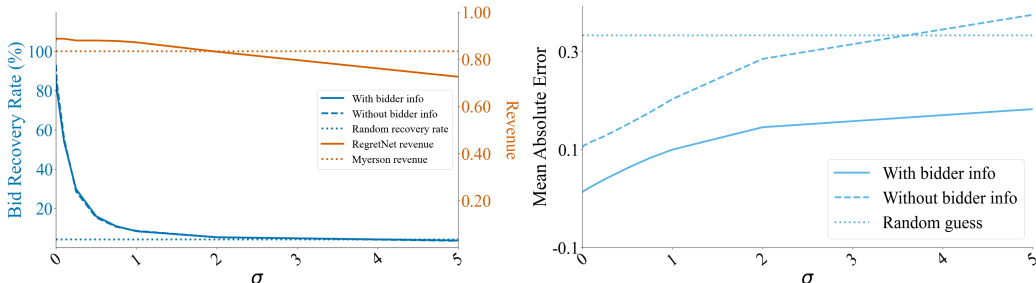 Bid Recovery Rate (%)
100
80
60
40
20
0
1
2
3
4
5
σ
1.00
0.80
0.60
0.40
0.20
Revenue
With bidder info
Without bidder info
Random recovery rate
RegretNet revenue
Myerson revenue
Mean Absolute Error
0.3
0.1
-0.1
0
1
2
3
4
5
σ
With bidder info
Without bidder info
Random guess